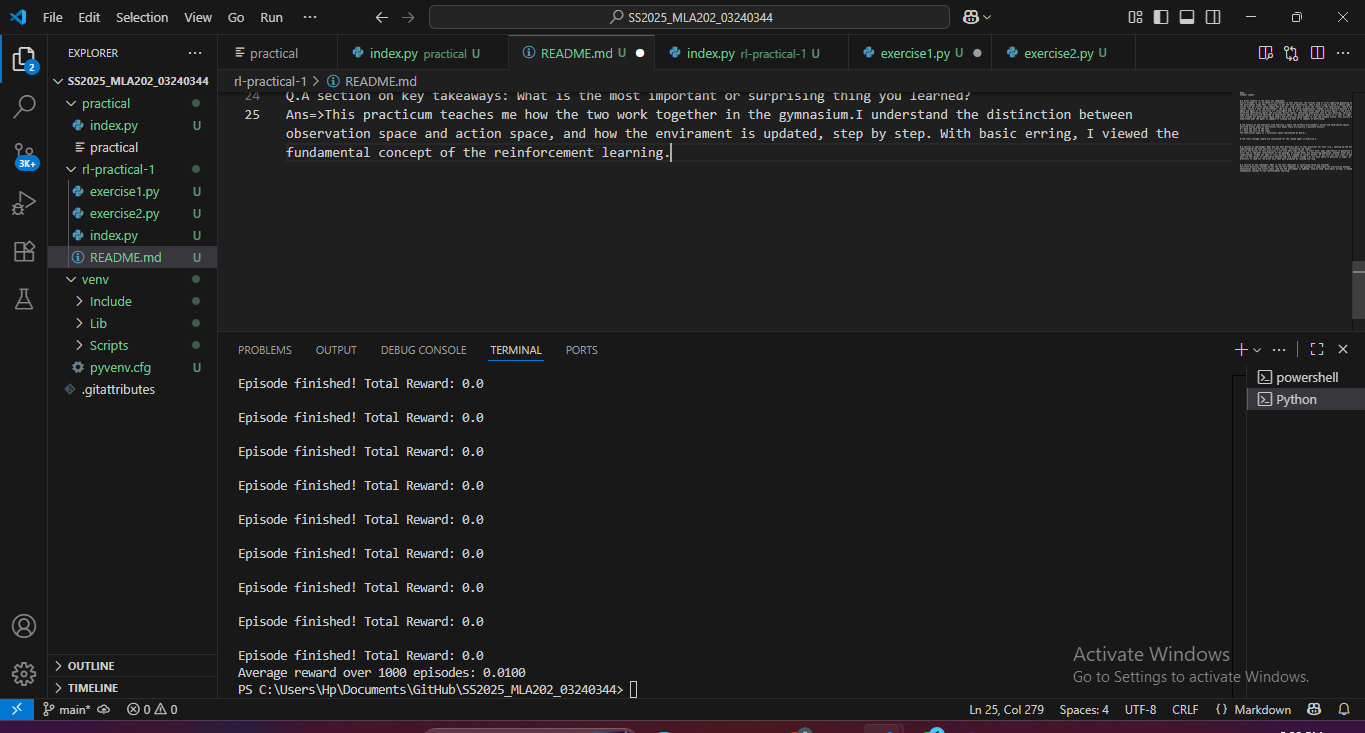 File Edit Selection View Go Run ··· SS2025_MLA202_03240344
EXPLORER ···
practical index.py practical U README.md U index.py rl-practical-1 U exercise1.py U exercise2.py U
SS2025_MLA202_03240344
practical
index.py U
practical
rl-practical-1
exercise1.py U
exercise2.py U
index.py U
README.md U
venv
Include
Lib
Scripts
pyvenv.cfg U
.gitattributes
OUTLINE
TIMELINE
2
3K+
rl-practical-1 > README.md
24 Q.A section on key takeaways: What is the most important or surprising thing you learned?
25 Ans=>This practicum teaches me how the two work together in the gymnasium.I understand the distinction between
observation space and action space, and how the envirament is updated, step by step. With basic erring, I viewed the
fundamental concept of the reinforcement learning.
PROBLEMS OUTPUT DEBUG CONSOLE TERMINAL PORTS
powershell
Python
Episode finished! Total Reward: 0.0
Episode finished! Total Reward: 0.0
Episode finished! Total Reward: 0.0
Episode finished! Total Reward: 0.0
Episode finished! Total Reward: 0.0
Episode finished! Total Reward: 0.0
Episode finished! Total Reward: 0.0
Episode finished! Total Reward: 0.0
Episode finished! Total Reward: 0.0
Average reward over 1000 episodes: 0.0100
PS C:\Users\Hp\Documents\GitHub\SS2025_MLA202_03240344>
Activate Windows
Go to Settings to activate Windows.
main* 0 0 Ln 25, Col 279 Spaces: 4 UTF-8 CRLF {} Markdown